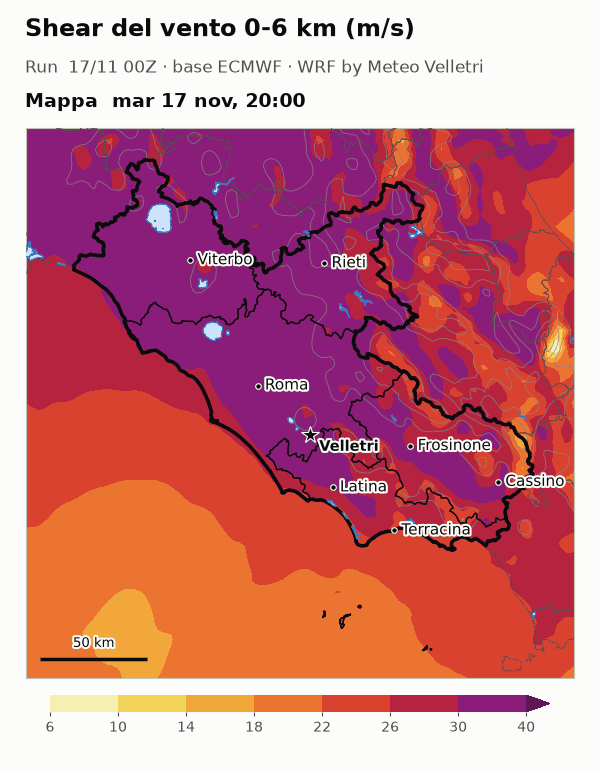 Shear del vento 0-6 km (m/s)
Run  17/11 00Z · base ECMWF · WRF by Meteo Velletri
Mappa  mar 17 nov, 20:00
Viterbo
Rieti
Roma
Velletri
Frosinone
Latina
Cassino
Terracina
50 km
6 10 14 18 22 26 30 40